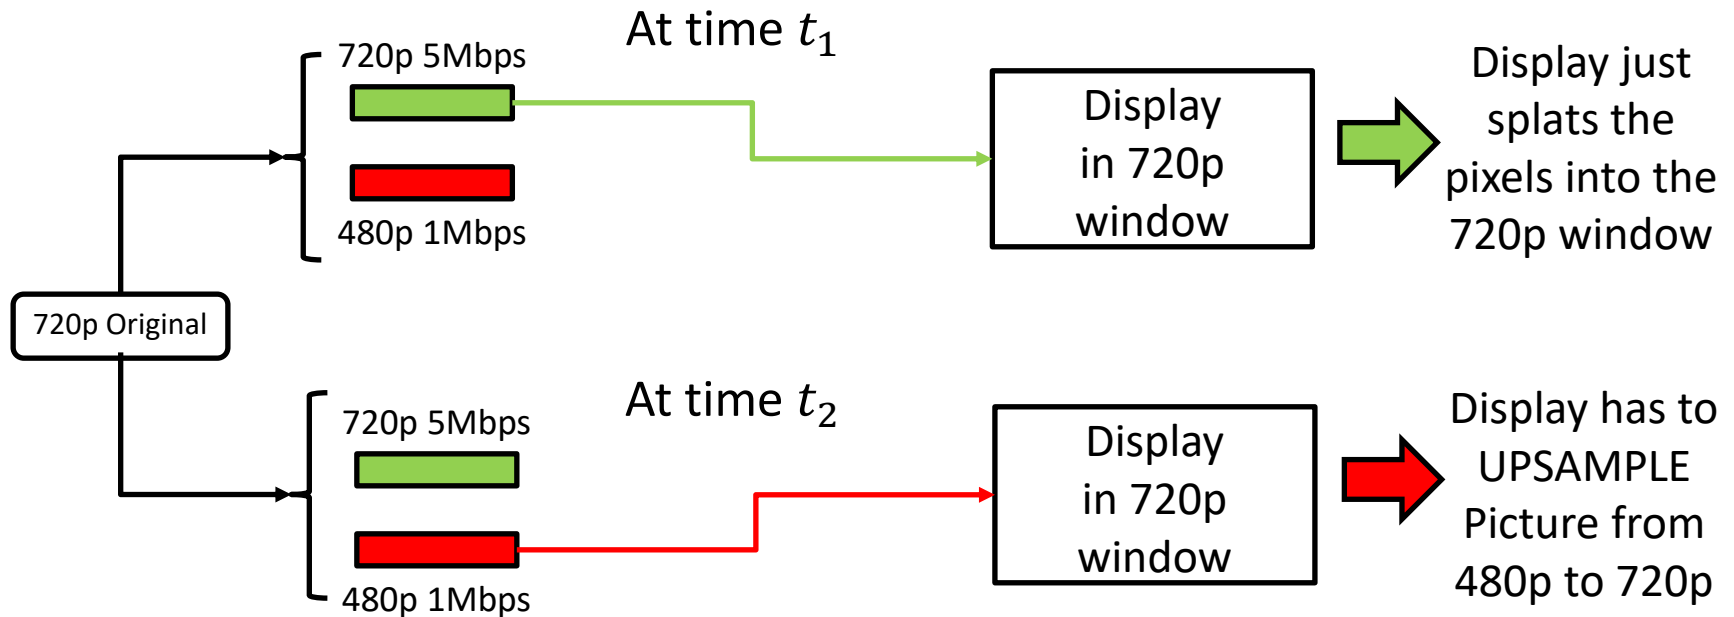 At time t₁
720p 5Mbps
480p 1Mbps
Display
in 720p
window
Display just
splats the
pixels into the
720p window
720p Original
At time t₂
720p 5Mbps
480p 1Mbps
Display
in 720p
window
Display has to
UPSAMPLE
Picture from
480p to 720p